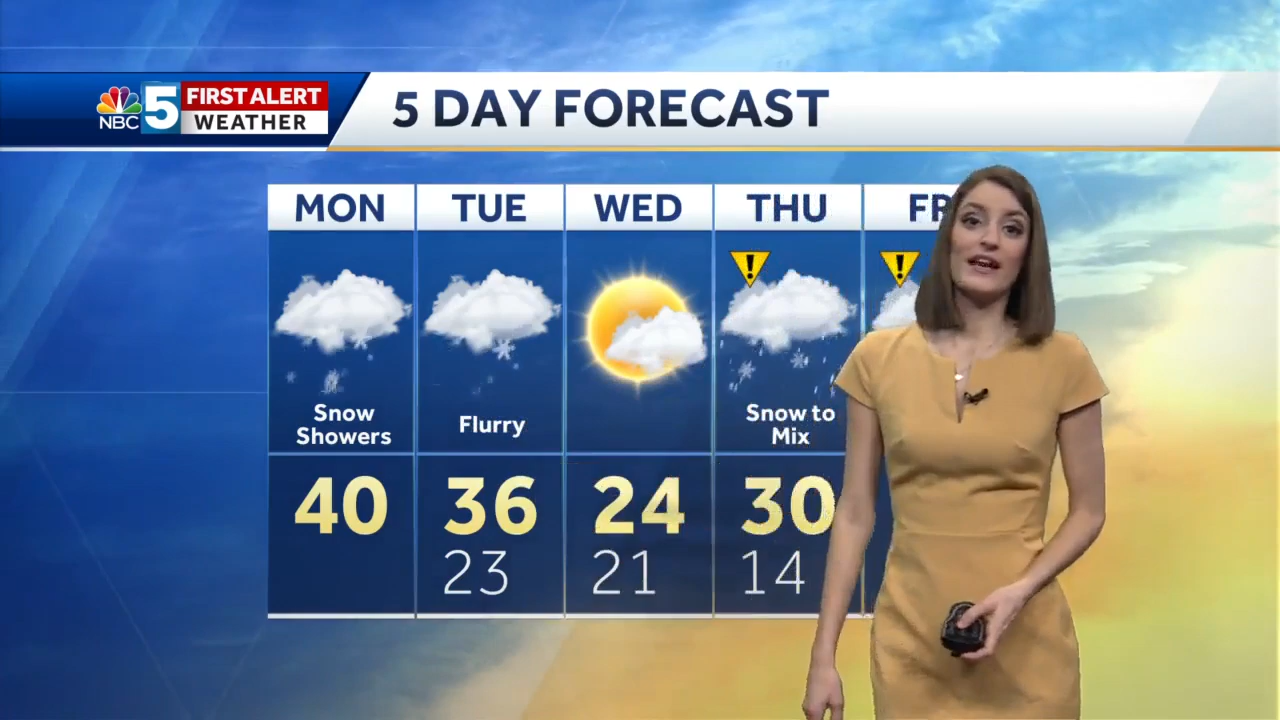 NBC 5 FIRST ALERT
WEATHER
5 DAY FORECAST
MON TUE WED THU
Snow
Showers
Flurry
Snow to
Mix
40 36 24 30
23 21 14